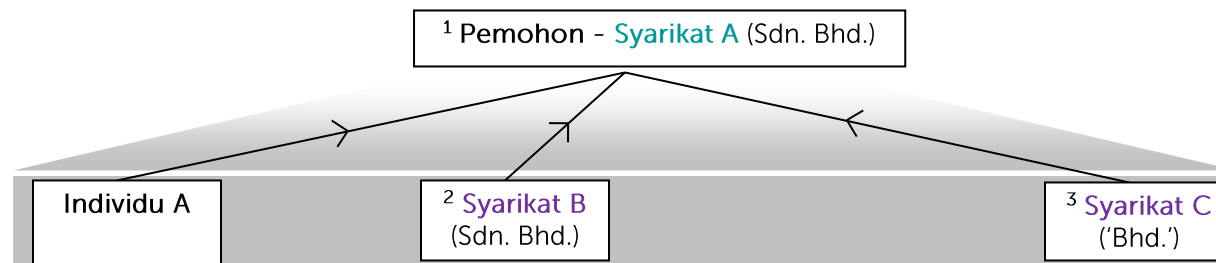 ¹ Pemohon - Syarikat A (Sdn. Bhd.)
Individu A
² Syarikat B
(Sdn. Bhd.)
³ Syarikat C
(‘Bhd.’)